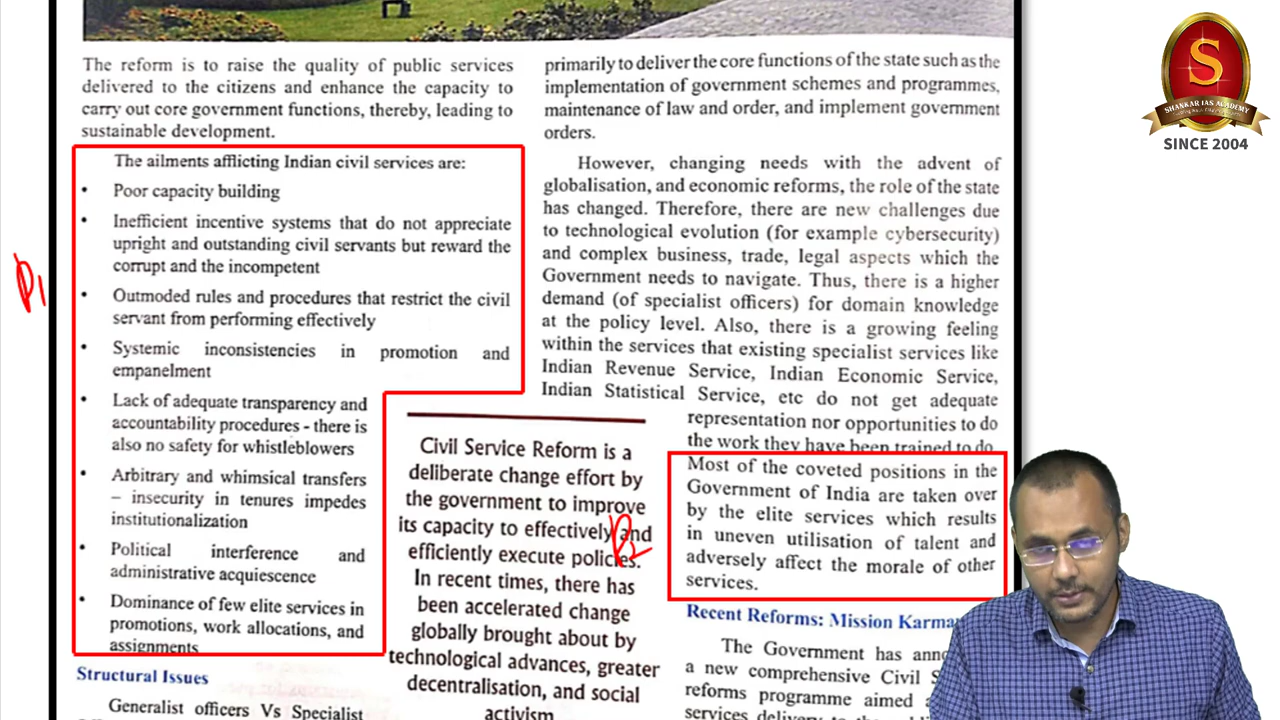 The reform is to raise the quality of public services
delivered to the citizens and enhance the capacity to
carry out core government functions, thereby, leading to
sustainable development.
The ailments afflicting Indian civil services are:
• Poor capacity building
• Inefficient incentive systems that do not appreciate
upright and outstanding civil servants but reward the
corrupt and the incompetent
• Outmoded rules and procedures that restrict the civil
servant from performing effectively
• Systemic inconsistencies in promotion and
empanelment
• Lack of adequate transparency and
accountability procedures - there is
also no safety for whistleblowers
• Arbitrary and whimsical transfers
– insecurity in tenures impedes
institutionalization
• Political interference and
administrative acquiescence
• Dominance of few elite services in
promotions, work allocations, and
assignments
Structural Issues
Generalist officers Vs Specialist
P1
Civil Service Reform is a
deliberate change effort by
the government to improve
its capacity to effectively and
efficiently execute policies.
In recent times, there has
been accelerated change
globally brought about by
technological advances, greater
decentralisation, and social
activism
P2
primarily to deliver the core functions of the state such as the
implementation of government schemes and programmes,
maintenance of law and order, and implement government
orders.
However, changing needs with the advent of
globalisation, and economic reforms, the role of the state
has changed. Therefore, there are new challenges due
to technological evolution (for example cybersecurity)
and complex business, trade, legal aspects which the
Government needs to navigate. Thus, there is a higher
demand (of specialist officers) for domain knowledge
at the policy level. Also, there is a growing feeling
within the services that existing specialist services like
Indian Revenue Service, Indian Economic Service,
Indian Statistical Service, etc do not get adequate
representation nor opportunities to do
the work they have been trained to do.
Most of the coveted positions in the
Government of India are taken over
by the elite services which results
in uneven utilisation of talent and
adversely affect the morale of other
services.
Recent Reforms: Mission
The Government has
a new comprehensive Civil
reforms programme aimed
services delivery to the
S
SHANKAR IAS ACADEMY
SINCE 2004